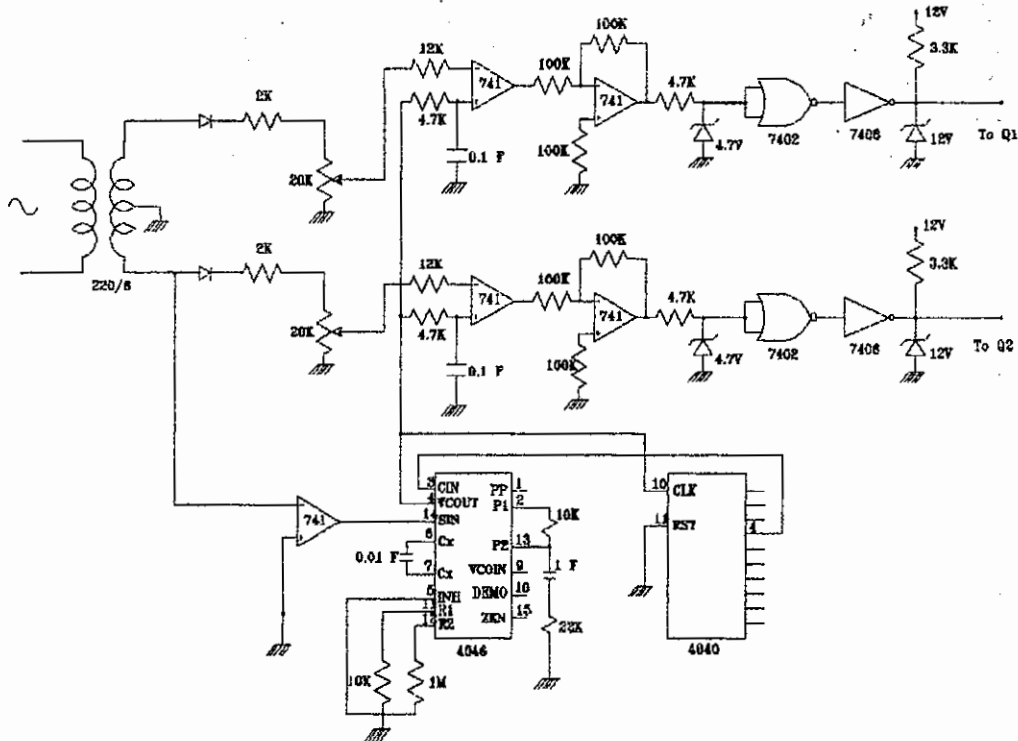 12V
100K
3.3K
12K
741
100K
741
4.7K
2K
4.7K
7402
7406
12V
To Q1
4.7V
0.1 F
100K
20K
12V
2K
100K
3.3K
220/6
12K
741
100K
741
4.7K
20K
4.7K
7402
7406
12V
To Q2
4.7V
0.1 F
100K
3
CIN
PP
1
4
VCOUT
P1
2
10
CLK
741
14
SIN
10K
11
RST
4
6
Cx
P2
13
0.01 F
7
Cx
VCOIN
9
1 F
5
INH
DEMO
10
11
R1
12
R2
ZEN
15
22K
4046
4040
10K
1M